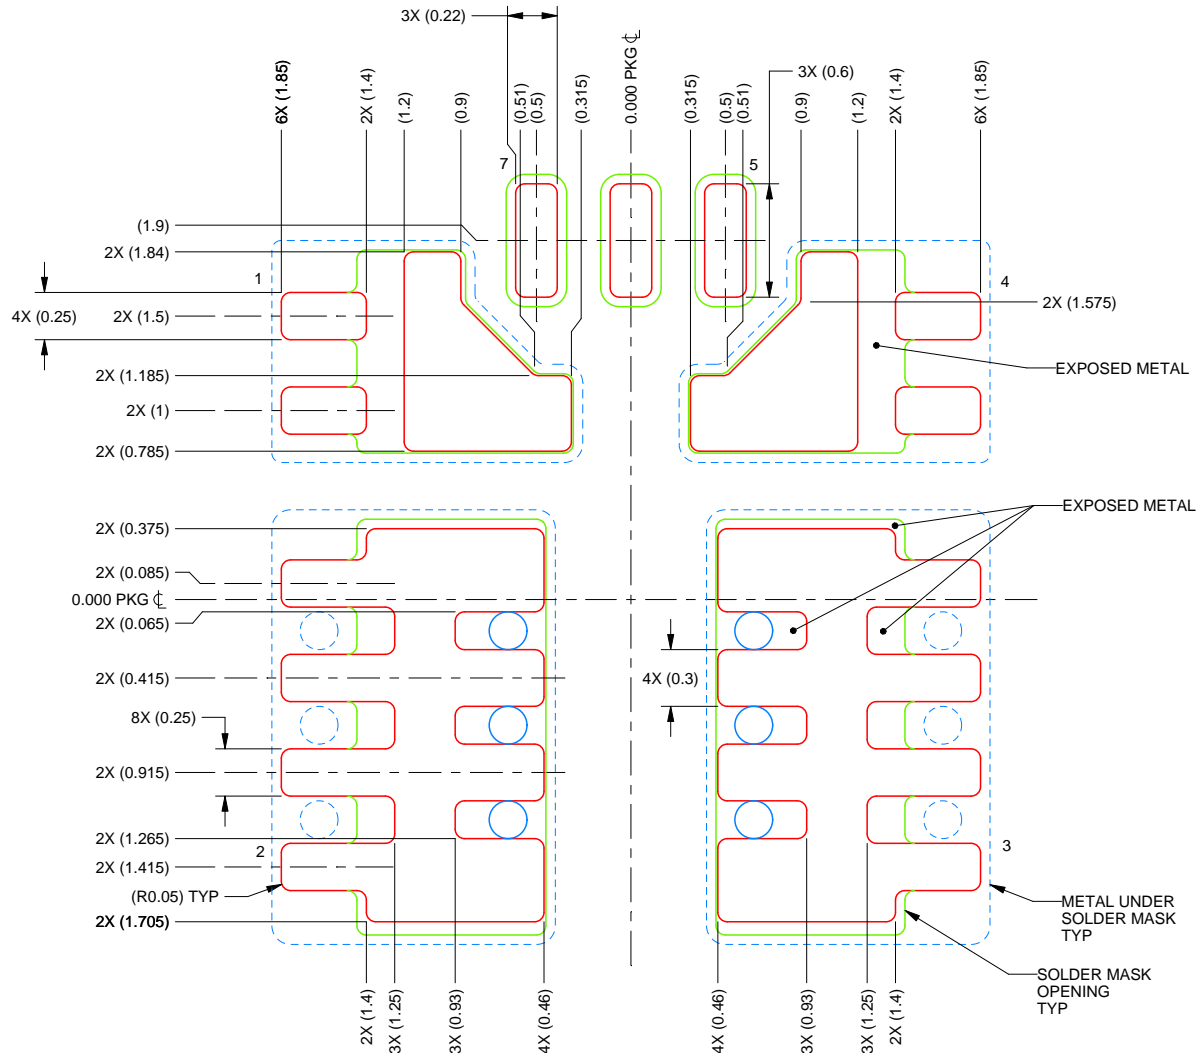 3X (0.22)
0.000 PKG ℄
3X (0.6)
6X (1.85)
2X (1.4)
(1.2)
(0.9)
(0.51)
(0.5)
(0.315)
(0.315)
(0.5)
(0.51)
(0.9)
(1.2)
2X (1.4)
6X (1.85)
7
5
(1.9)
2X (1.84)
1
4
4X (0.25)
2X (1.5)
2X (1.575)
EXPOSED METAL
2X (1.185)
2X (1)
2X (0.785)
EXPOSED METAL
2X (0.375)
2X (0.085)
0.000 PKG ℄
2X (0.065)
2X (0.415)
4X (0.3)
8X (0.25)
2X (0.915)
2X (1.265)
2
3
2X (1.415)
(R0.05) TYP
2X (1.705)
METAL UNDER
SOLDER MASK
TYP
SOLDER MASK
OPENING
TYP
2X (1.4)
3X (1.25)
3X (0.93)
4X (0.46)
4X (0.46)
3X (0.93)
3X (1.25)
2X (1.4)